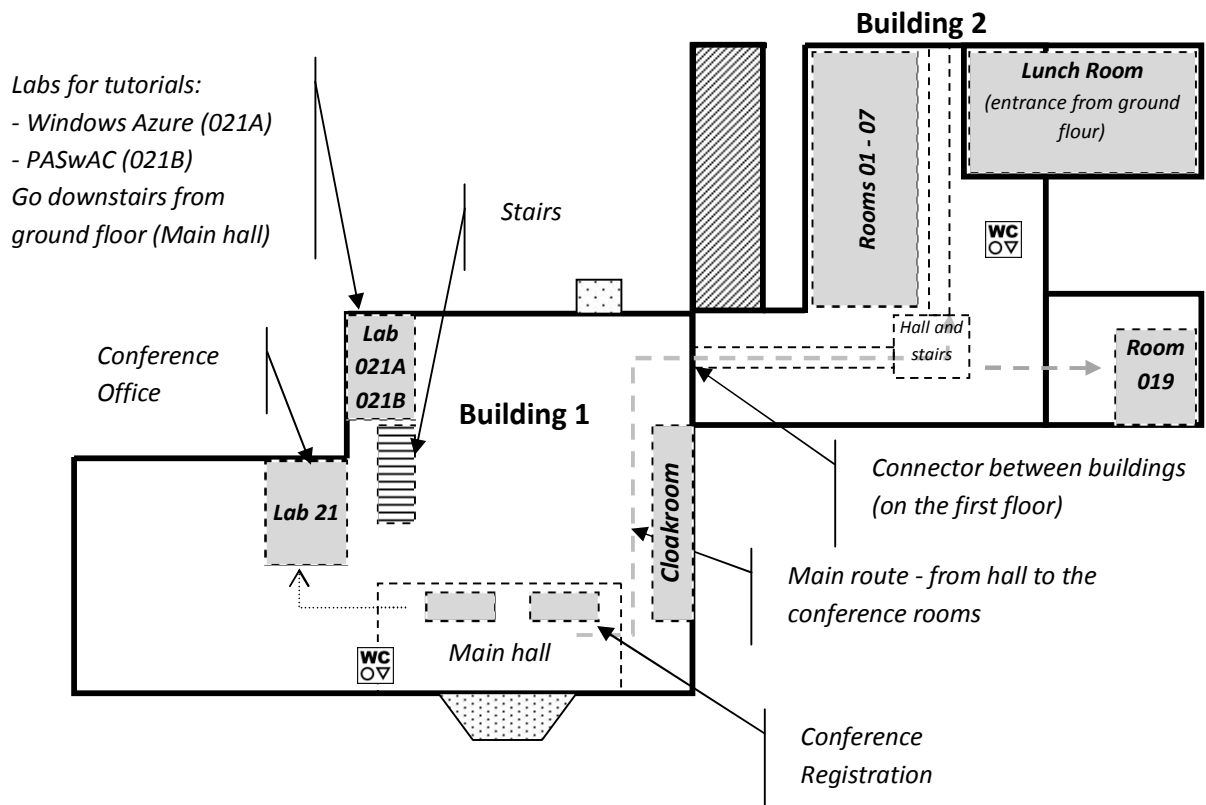 Building 2
Labs for tutorials:
- Windows Azure (021A)
- PASwAC (021B)
Go downstairs from
ground floor (Main hall)
Stairs
Rooms 01 - 07
Lunch Room
(entrance from ground
flour)
WC
Conference
Office
Lab
021A
021B
Hall and
stairs
Room
019
Building 1
Lab 21
Cloakroom
Connector between buildings
(on the first floor)
Main route - from hall to the
conference rooms
WC
Main hall
Conference
Registration